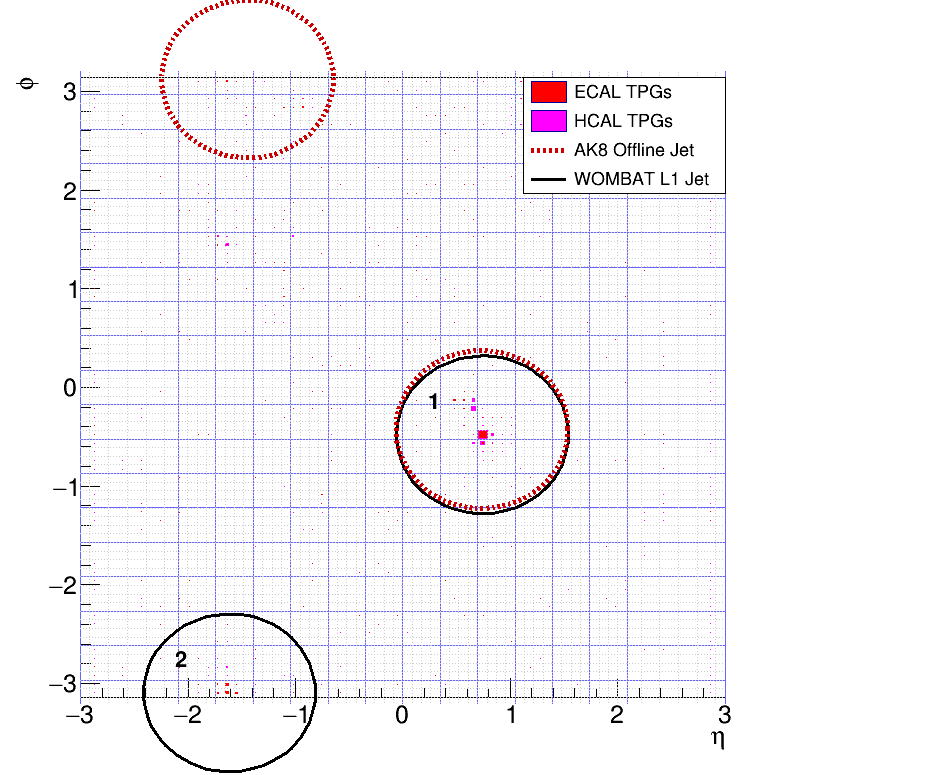 φ
3
2
1
0
−1
−2
−3
ECAL TPGs
HCAL TPGs
AK8 Offline Jet
WOMBAT L1 Jet
1
2
−3 −2 −1 0 1 2 3
η